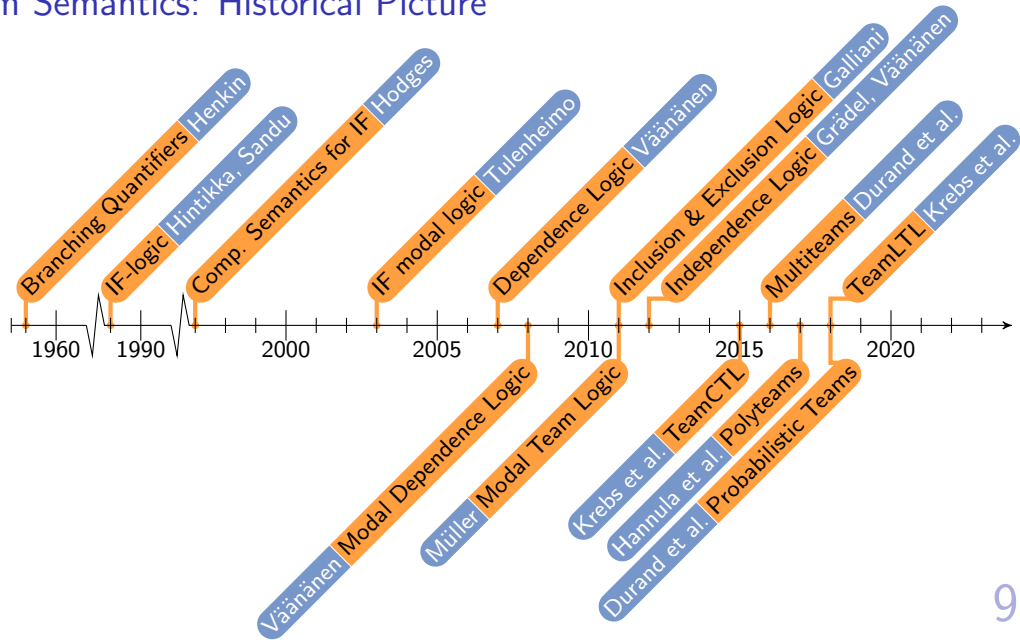 m Semantics: Historical Picture
Branching Quantifiers Henkin
IF-logic Hintikka, Sandu
Comp. Semantics for IF Hodges
IF modal logic Tulenheimo
Dependence Logic Väänänen
Inclusion & Exclusion Logic Galliani
Independence Logic Grädel, Väänänen
Multiteams Durand et al.
TeamLTL Krebs et al.
1960 1990 2000 2005 2010 2015 2020
Väänänen Modal Dependence Logic
Müller Modal Team Logic
Krebs et al. TeamCTL
Hannula et al. Polyteams
Durand et al. Probabilistic Teams
9